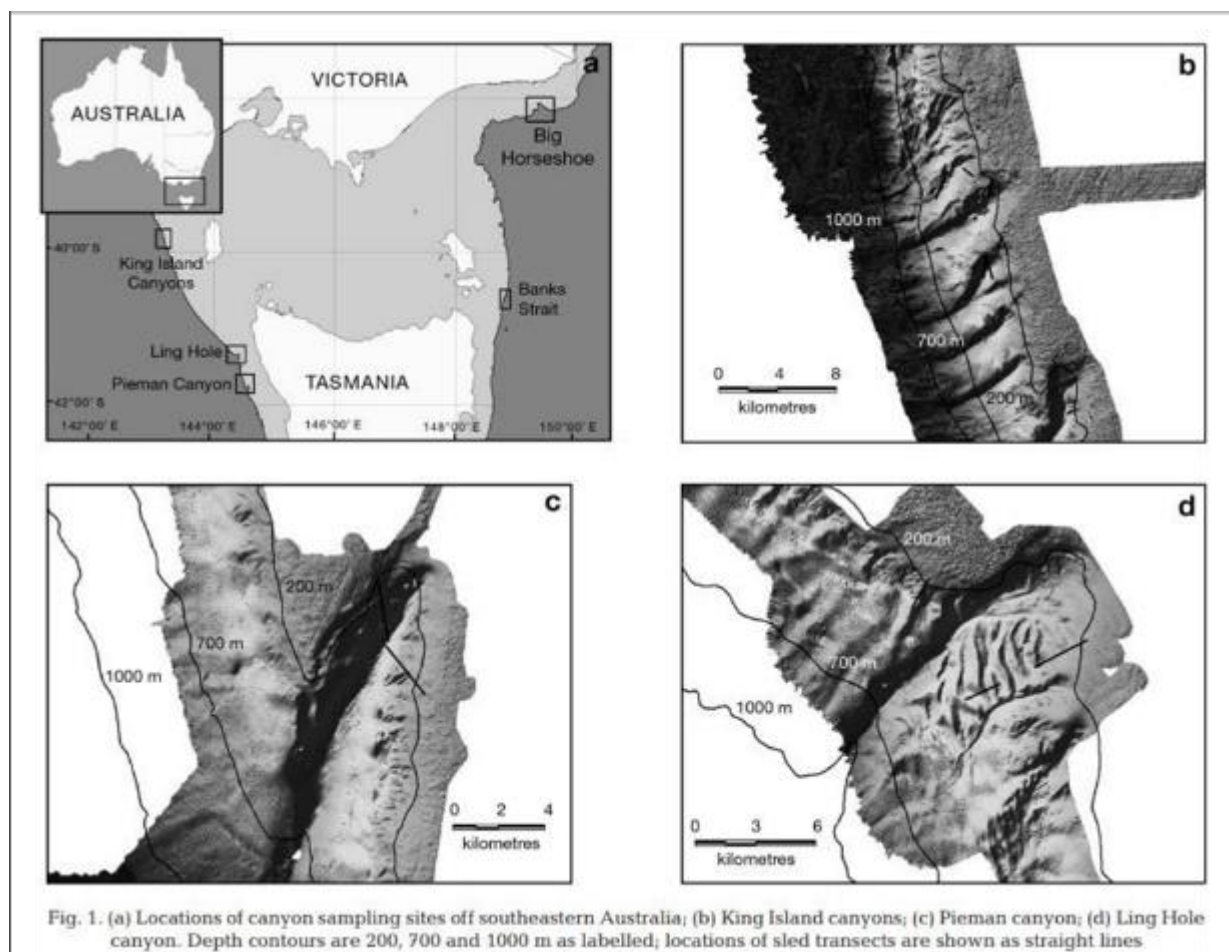 a
VICTORIA
AUSTRALIA
Big
Horseshoe
40°00' S
King Island
Canyons
Banks
Strait
Ling Hole
TASMANIA
Pieman Canyon
42°00' S
142°00' E
144°00' E
146°00' E
148°00' E
150°00' E
b
1000 m
700 m
200 m
0 4 8
kilometres
c
200 m
700 m
1000 m
0 2 4
kilometres
d
200 m
700 m
1000 m
0 3 6
kilometres
Fig. 1. (a) Locations of canyon sampling sites off southeastern Australia; (b) King Island canyons; (c) Pieman canyon; (d) Ling Hole
canyon. Depth contours are 200, 700 and 1000 m as labelled; locations of sled transects are shown as straight lines